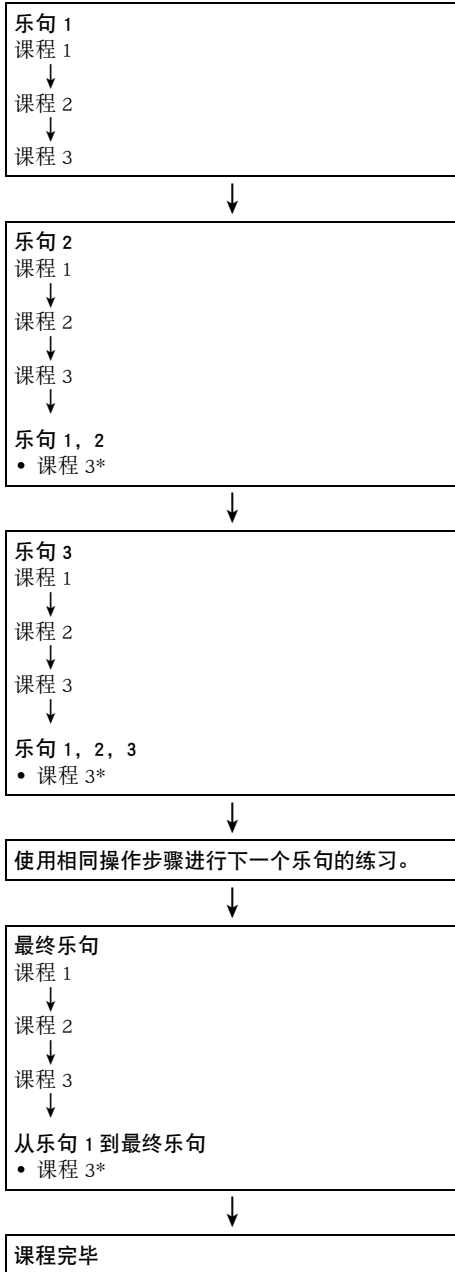 乐句 1
课程 1
课程 2
课程 3
乐句 2
课程 1
课程 2
课程 3
乐句 1，2
• 课程 3*
乐句 3
课程 1
课程 2
课程 3
乐句 1，2，3
• 课程 3*
使用相同操作步骤进行下一个乐句的练习。
最终乐句
课程 1
课程 2
课程 3
从乐句 1 到最终乐句
• 课程 3*
课程完毕